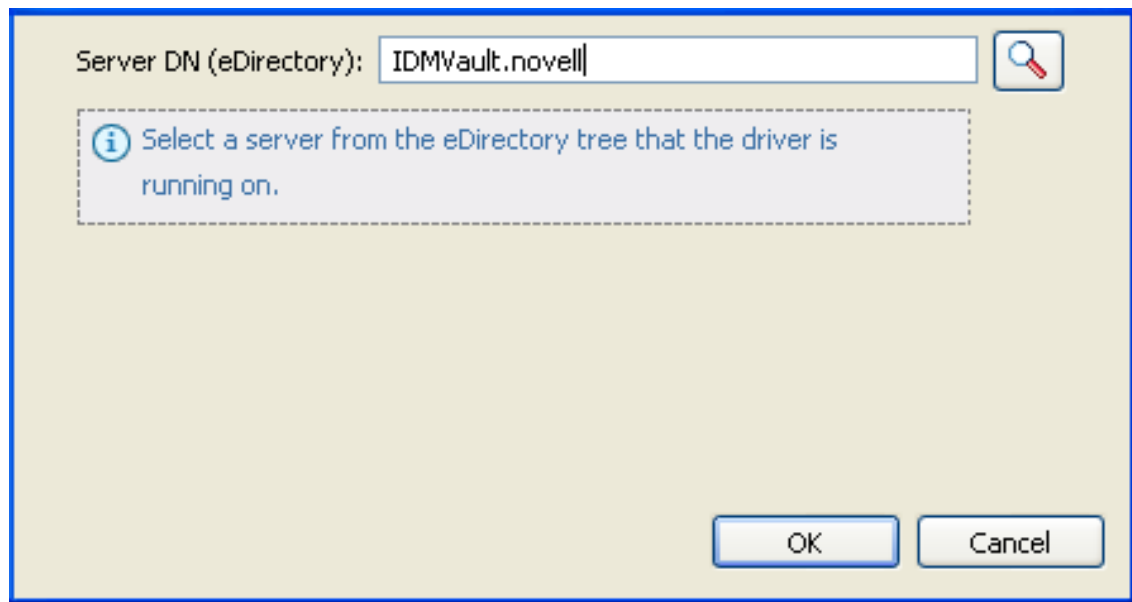 Server DN (eDirectory): IDMVault.novell
Select a server from the eDirectory tree that the driver is
running on.
OK Cancel